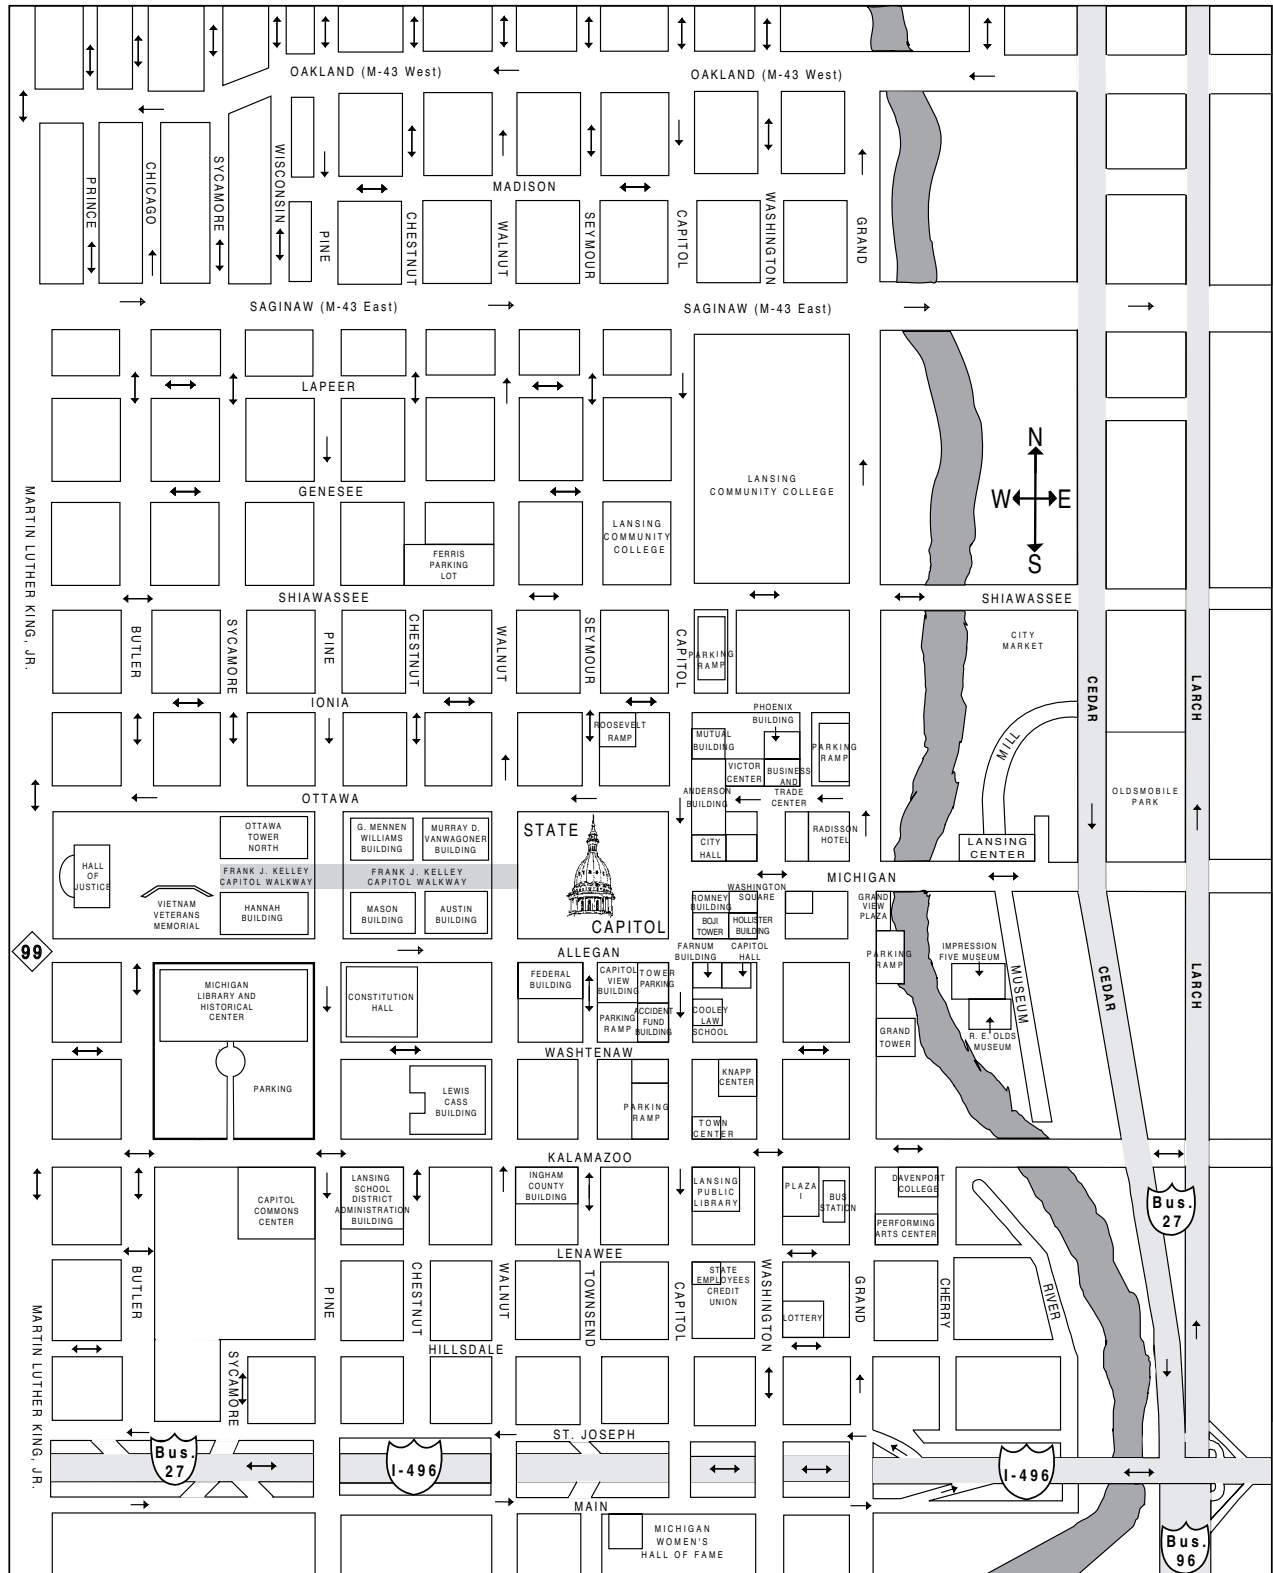 OAKLAND (M-43 West)
OAKLAND (M-43 West)
PRINCE
CHICAGO
SYCAMORE
WISCONSIN
PINE
CHESTNUT
WALNUT
SEYMOUR
CAPITOL
WASHINGTON
GRAND
MADISON
SAGINAW (M-43 East)
SAGINAW (M-43 East)
LAPEER
GENESEE
LANSING
COMMUNITY COLLEGE
N
W
E
S
MARTIN LUTHER KING, JR.
LANSING
COMMUNITY
COLLEGE
FERRIS
PARKING
LOT
SHIAWASSEE
SHIAWASSEE
BUTLER
SYCAMORE
PINE
CHESTNUT
WALNUT
SEYMOUR
CAPITOL
PARKING
RAMP
CITY
MARKET
CEDAR
LARCH
IONIA
ROOSEVELT
RAMP
PHOENIX
BUILDING
MUTUAL
BUILDING
PARKING
RAMP
VICTOR
CENTER
BUSINESS
AND
TRADE
CENTER
ANDERSON
BUILDING
MILL
OLDSMOBILE
PARK
OTTAWA
OTTAWA
TOWER
NORTH
G. MENNEN
WILLIAMS
BUILDING
MURRAY D.
VANWAGONER
BUILDING
STATE
CAPITOL
CITY
HALL
RADISSON
HOTEL
LANSING
CENTER
HALL
OF
JUSTICE
FRANK J. KELLEY
CAPITOL WALKWAY
FRANK J. KELLEY
CAPITOL WALKWAY
MICHIGAN
VIETNAM
VETERANS
MEMORIAL
HANNAH
BUILDING
MASON
BUILDING
AUSTIN
BUILDING
WASHINGTON
SQUARE
ROMNEY
BUILDING
BOJI
TOWER
HOLLISTER
BUILDING
GRAND
VIEW
PLAZA
99
ALLEGAN
FARNUM
BUILDING
CAPITOL
HALL
PARKING
RAMP
IMPRESSION
FIVE MUSEUM
MUSEUM
CEDAR
LARCH
MICHIGAN
LIBRARY AND
HISTORICAL
CENTER
CONSTITUTION
HALL
FEDERAL
BUILDING
CAPITOL
VIEW
BUILDING
TOWER
PARKING
PARKING
RAMP
ACCIDENT
FUND
BUILDING
COOLEY
LAW
SCHOOL
GRAND
TOWER
R. E. OLDS
MUSEUM
WASHTENAW
PARKING
LEWIS
CASS
BUILDING
PARKING
RAMP
KNAPP
CENTER
TOWN
CENTER
KALAMAZOO
CAPITOL
COMMONS
CENTER
LANSING
SCHOOL
DISTRICT
ADMINISTRATION
BUILDING
INGHAM
COUNTY
BUILDING
LANSING
PUBLIC
LIBRARY
PLAZA
I
BUS
STATION
DAVENPORT
COLLEGE
PERFORMING
ARTS CENTER
Bus.
27
LENAWEE
BUTLER
PINE
CHESTNUT
WALNUT
TOWNSEND
CAPITOL
STATE
EMPLOYEES
CREDIT
UNION
WASHINGTON
LOTTERY
GRAND
CHERRY
RIVER
MARTIN LUTHER KING, JR.
HILLSDALE
SYCAMORE
ST. JOSEPH
Bus.
27
I-496
I-496
MAIN
MICHIGAN
WOMEN'S
HALL OF FAME
Bus.
96